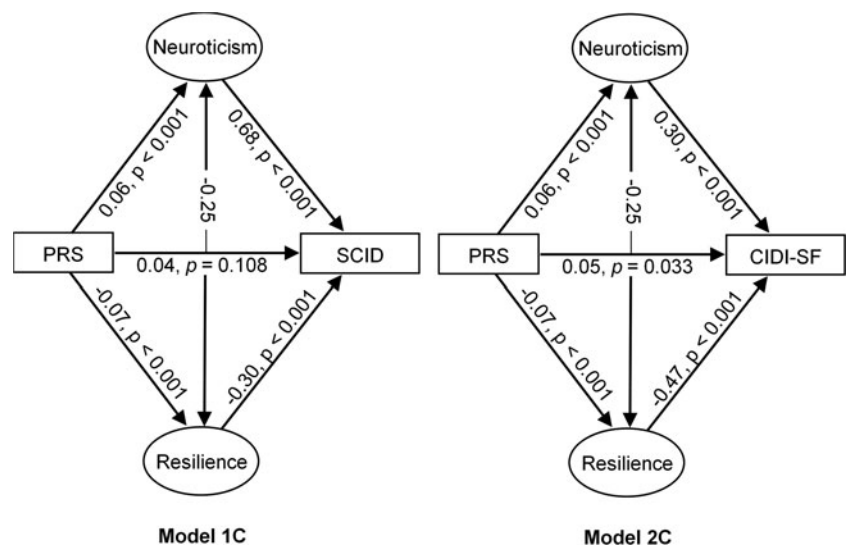 Neuroticism
0.06, p < 0.001
0.68, p < 0.001
-0.25
PRS
SCID
0.04, p = 0.108
-0.07, p < 0.001
-0.30, p < 0.001
Resilience
Model 1C
Neuroticism
0.06, p < 0.001
0.30, p < 0.001
-0.25
PRS
CIDI-SF
0.05, p = 0.033
-0.07, p < 0.001
-0.47, p < 0.001
Resilience
Model 2C